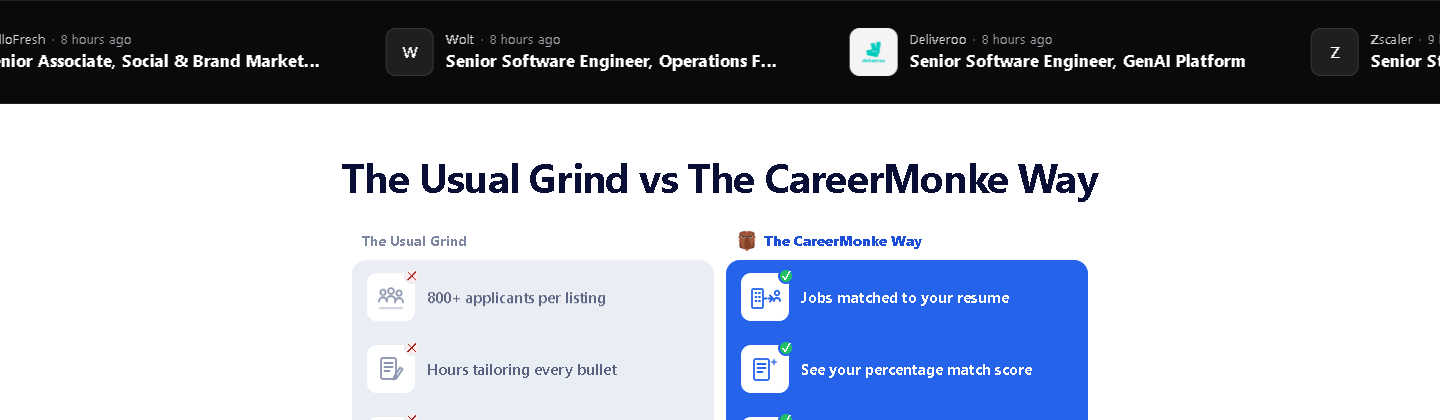 lloFresh · 8 hours ago
enior Associate, Social & Brand Market...
W
Wolt · 8 hours ago
Senior Software Engineer, Operations F...
deliveroo
Deliveroo · 8 hours ago
Senior Software Engineer, GenAI Platform
Z
Zscaler · 9
Senior St
The Usual Grind vs The CareerMonke Way
The Usual Grind
The CareerMonke Way
800+ applicants per listing
Jobs matched to your resume
Hours tailoring every bullet
See your percentage match score